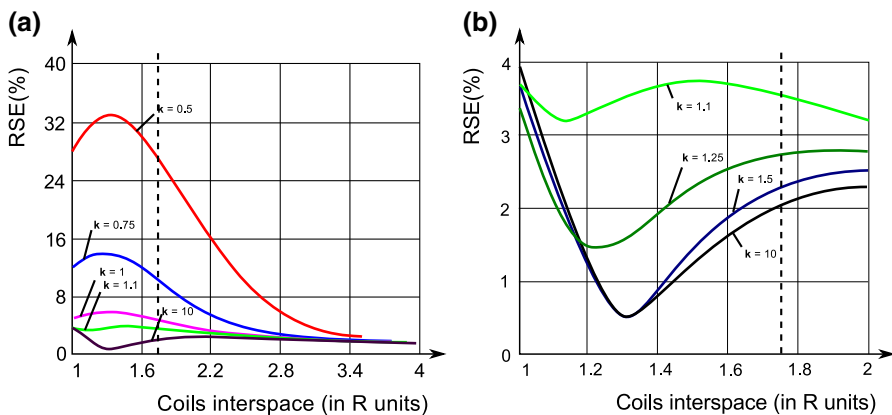 (a)
RSE(%)
40
32
24
16
8
0
k = 0.5
k = 0.75
k = 1
k = 1.1
k = 10
1 1.6 2.2 2.8 3.4 4
Coils interspace (in R units)
(b)
RSE(%)
4
3
2
1
0
k = 1.1
k = 1.25
k = 1.5
k = 10
1 1.2 1.4 1.6 1.8 2
Coils interspace (in R units)